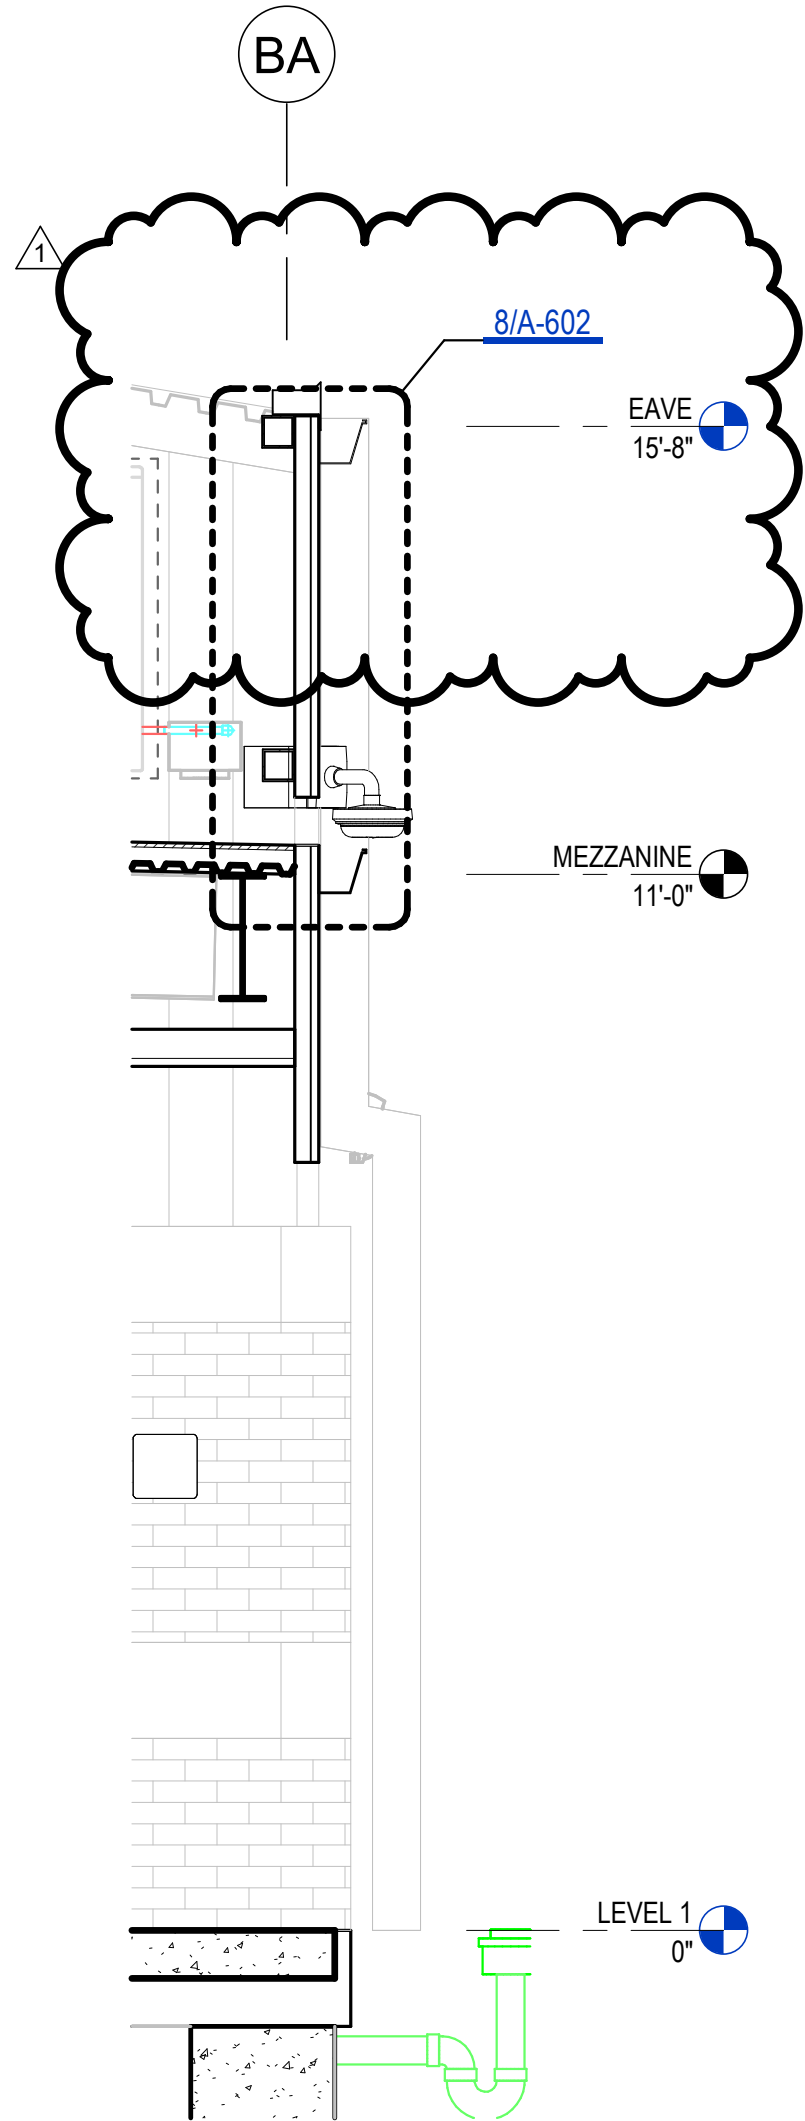 BA
1
8/A-602
EAVE
15'-8"
MEZZANINE
11'-0"
LEVEL 1
0"